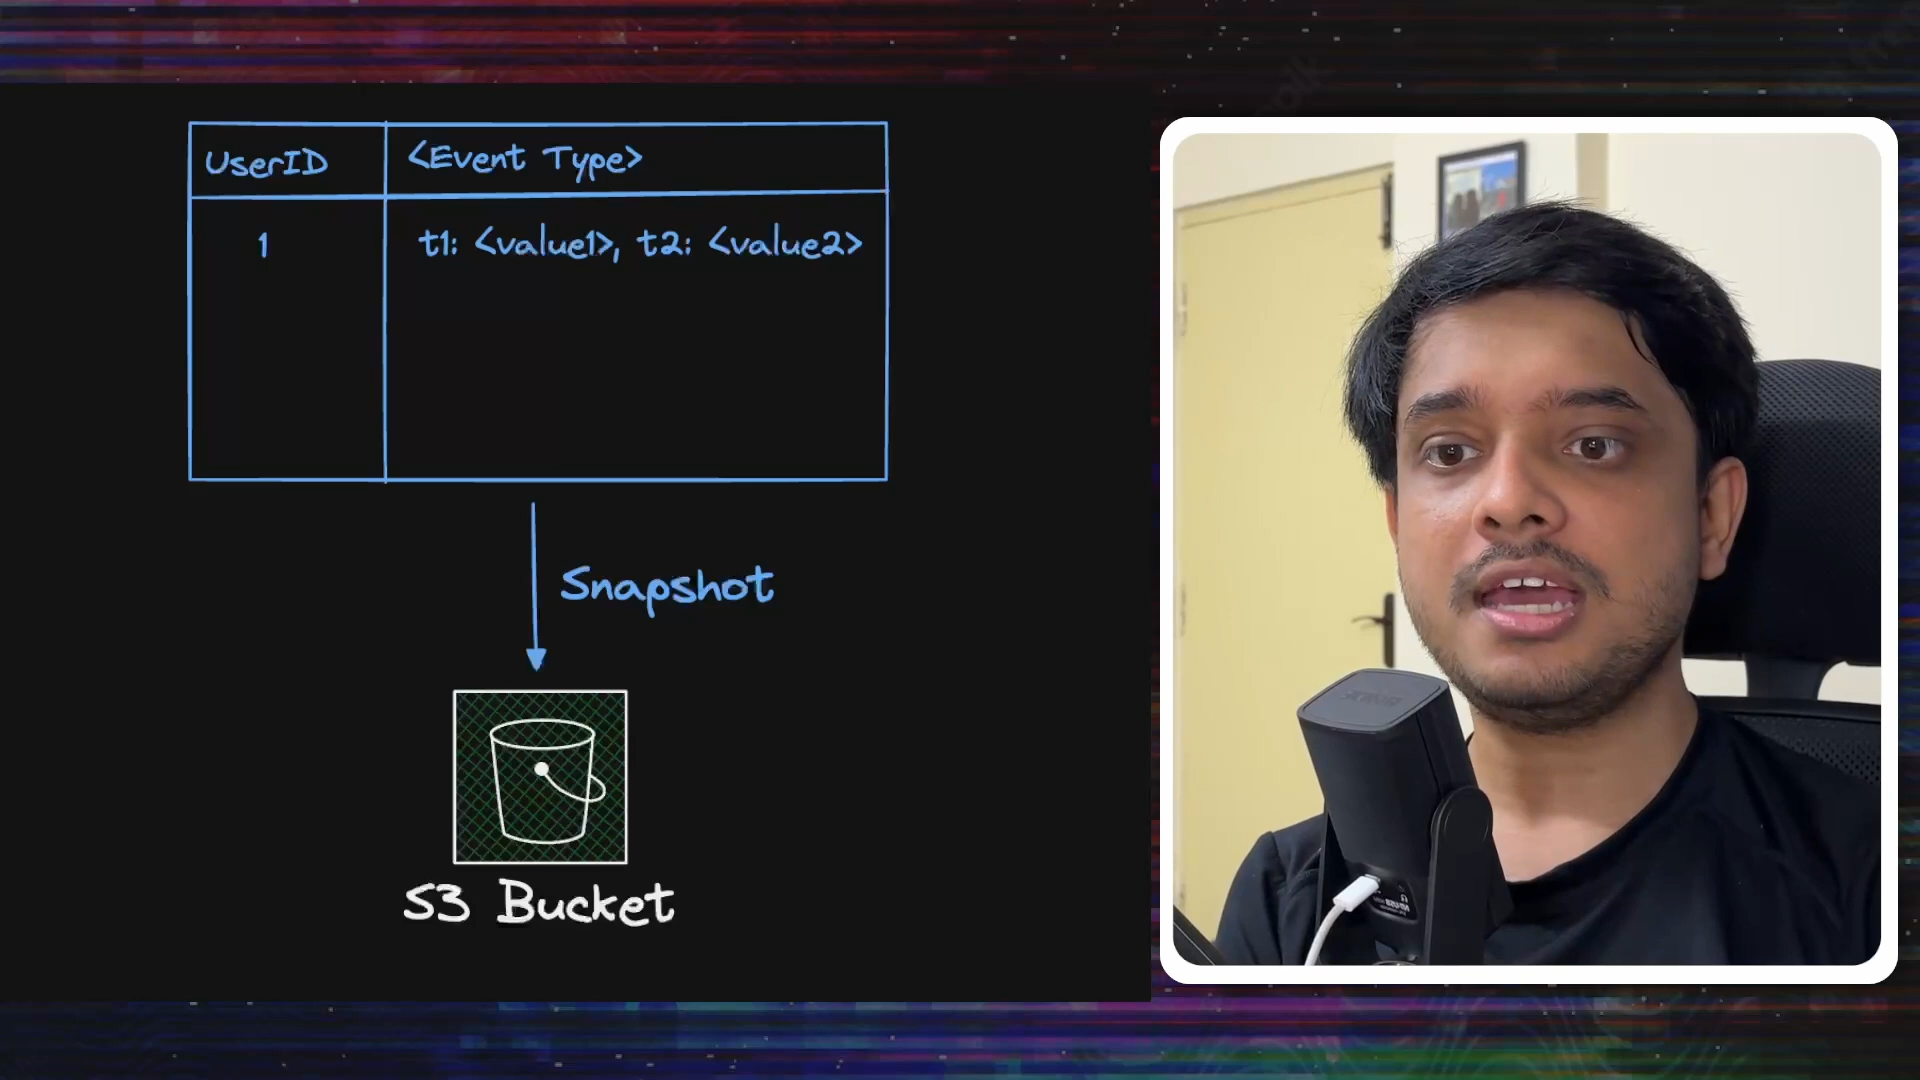 UserID
<Event Type>
1
t1: <value1>, t2: <value2>
Snapshot
S3 Bucket